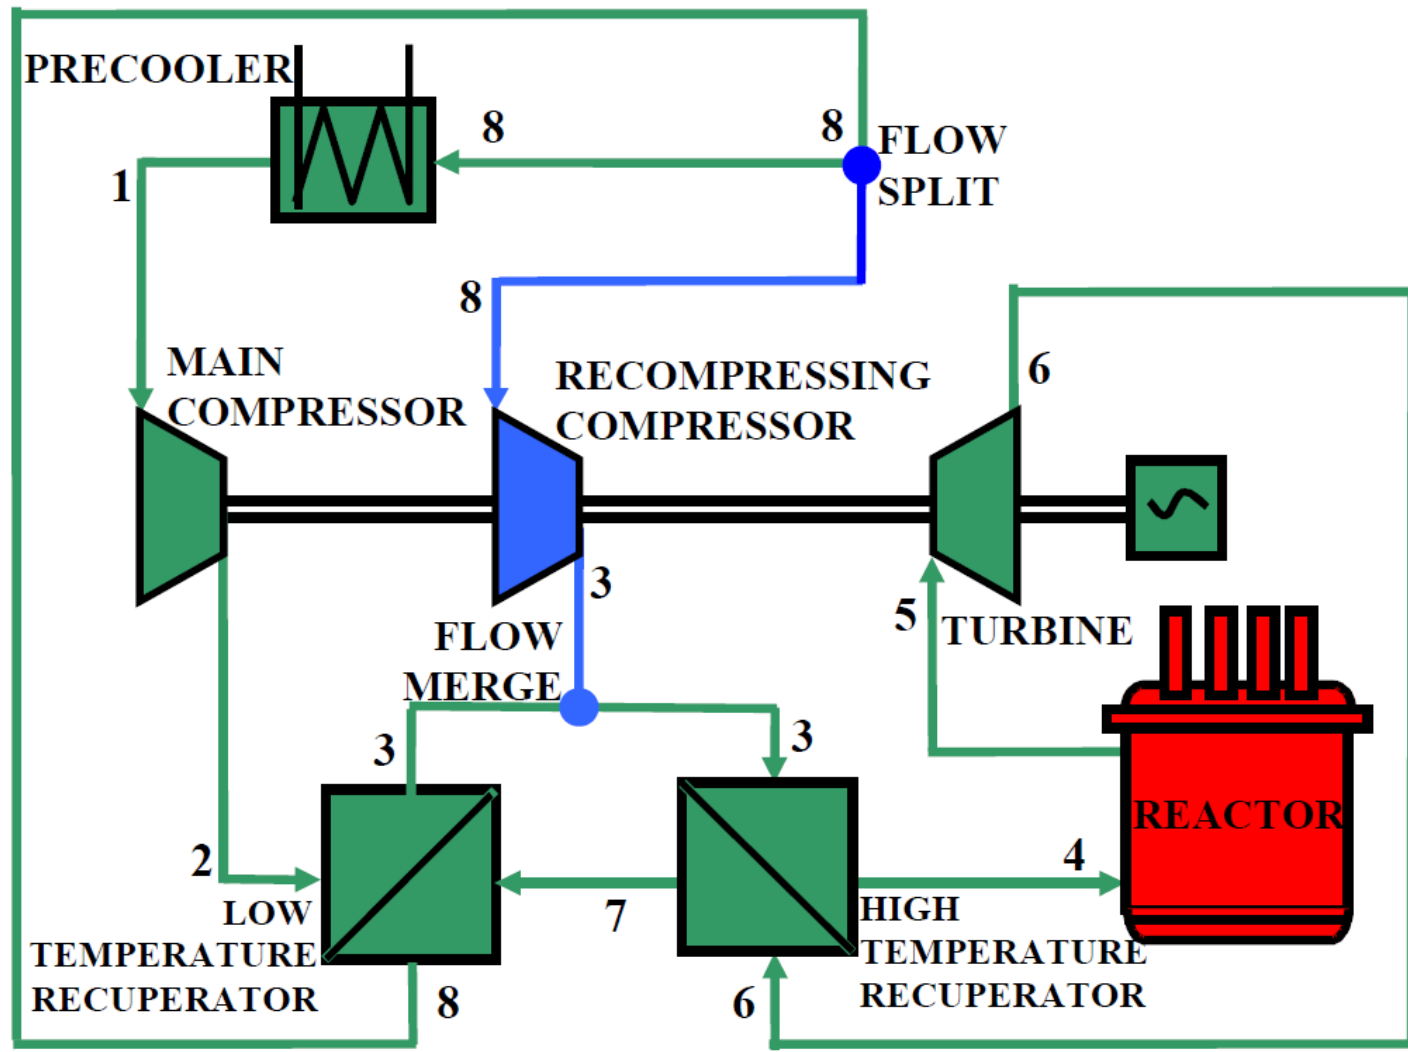 PRECOOLER
8
8
FLOW
SPLIT
1
8
MAIN
COMPRESSOR
RECOMPRESSING
COMPRESSOR
6
3
5
TURBINE
FLOW
MERGE
3
3
REACTOR
2
4
7
LOW
TEMPERATURE
RECUPERATOR
HIGH
TEMPERATURE
RECUPERATOR
8
6